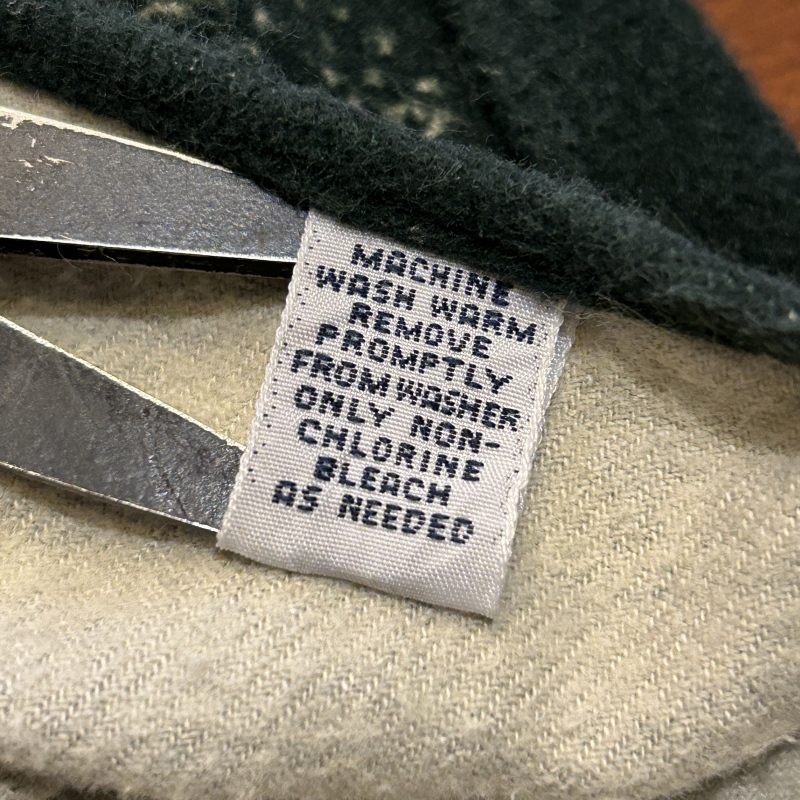 MACHINE
WASH WARM
REMOVE
PROMPTLY
FROM WASHER
ONLY NON-
CHLORINE
BLEACH
AS NEEDED